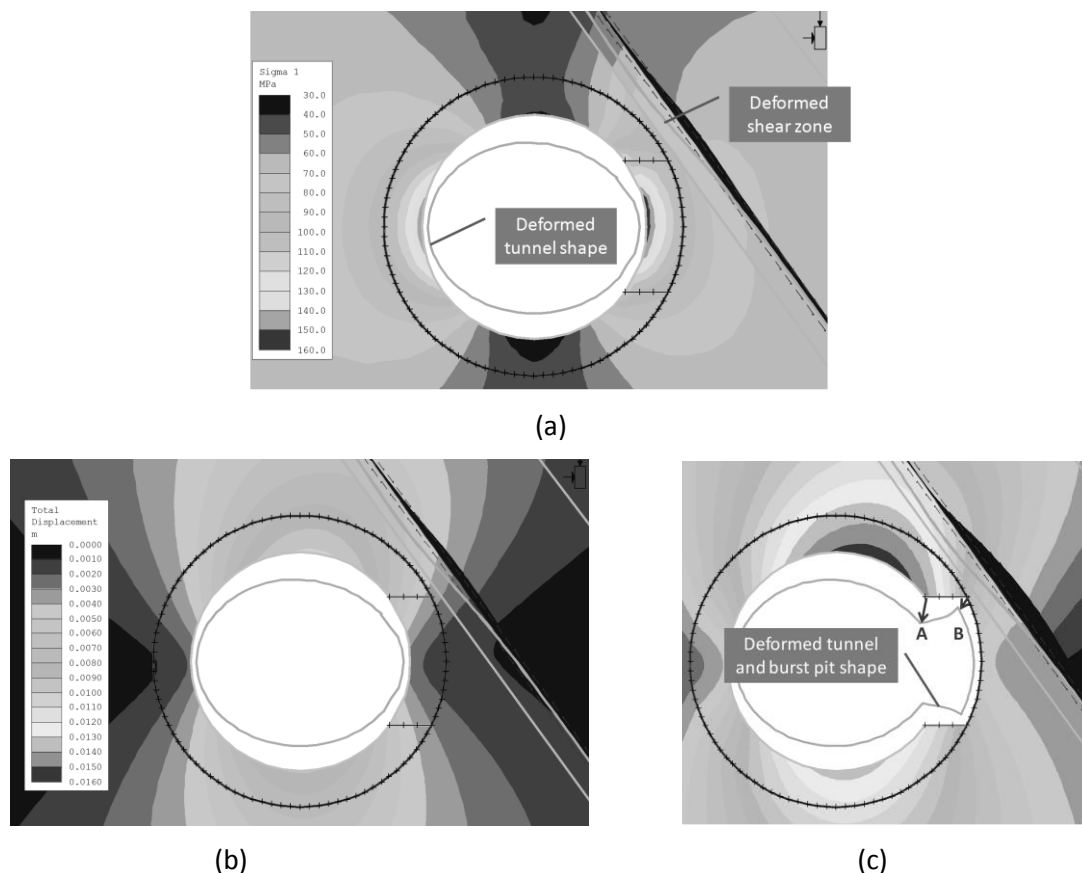 Sigma 1
MPa
30.0
40.0
50.0
60.0
70.0
80.0
90.0
100.0
110.0
120.0
130.0
140.0
150.0
160.0
Deformed
shear zone
Deformed
tunnel shape
(a)
Total
Displacement
m
0.0000
0.0010
0.0020
0.0030
0.0040
0.0050
0.0060
0.0070
0.0080
0.0090
0.0100
0.0110
0.0120
0.0130
0.0140
0.0150
0.0160
A
B
Deformed tunnel
and burst pit shape
(b)
(c)